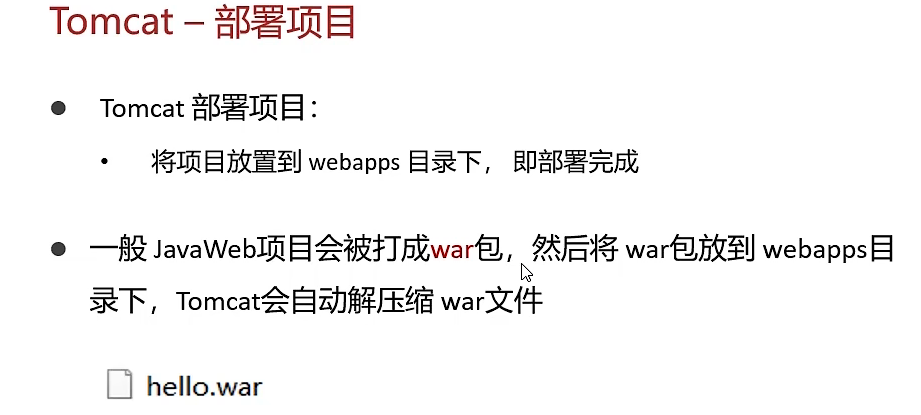 Tomcat – 部署项目
● Tomcat 部署项目：
• 将项目放置到 webapps 目录下， 即部署完成
● 一般 JavaWeb项目会被打成war包，然后将 war包放到 webapps目
录下，Tomcat会自动解压缩 war文件
hello.war